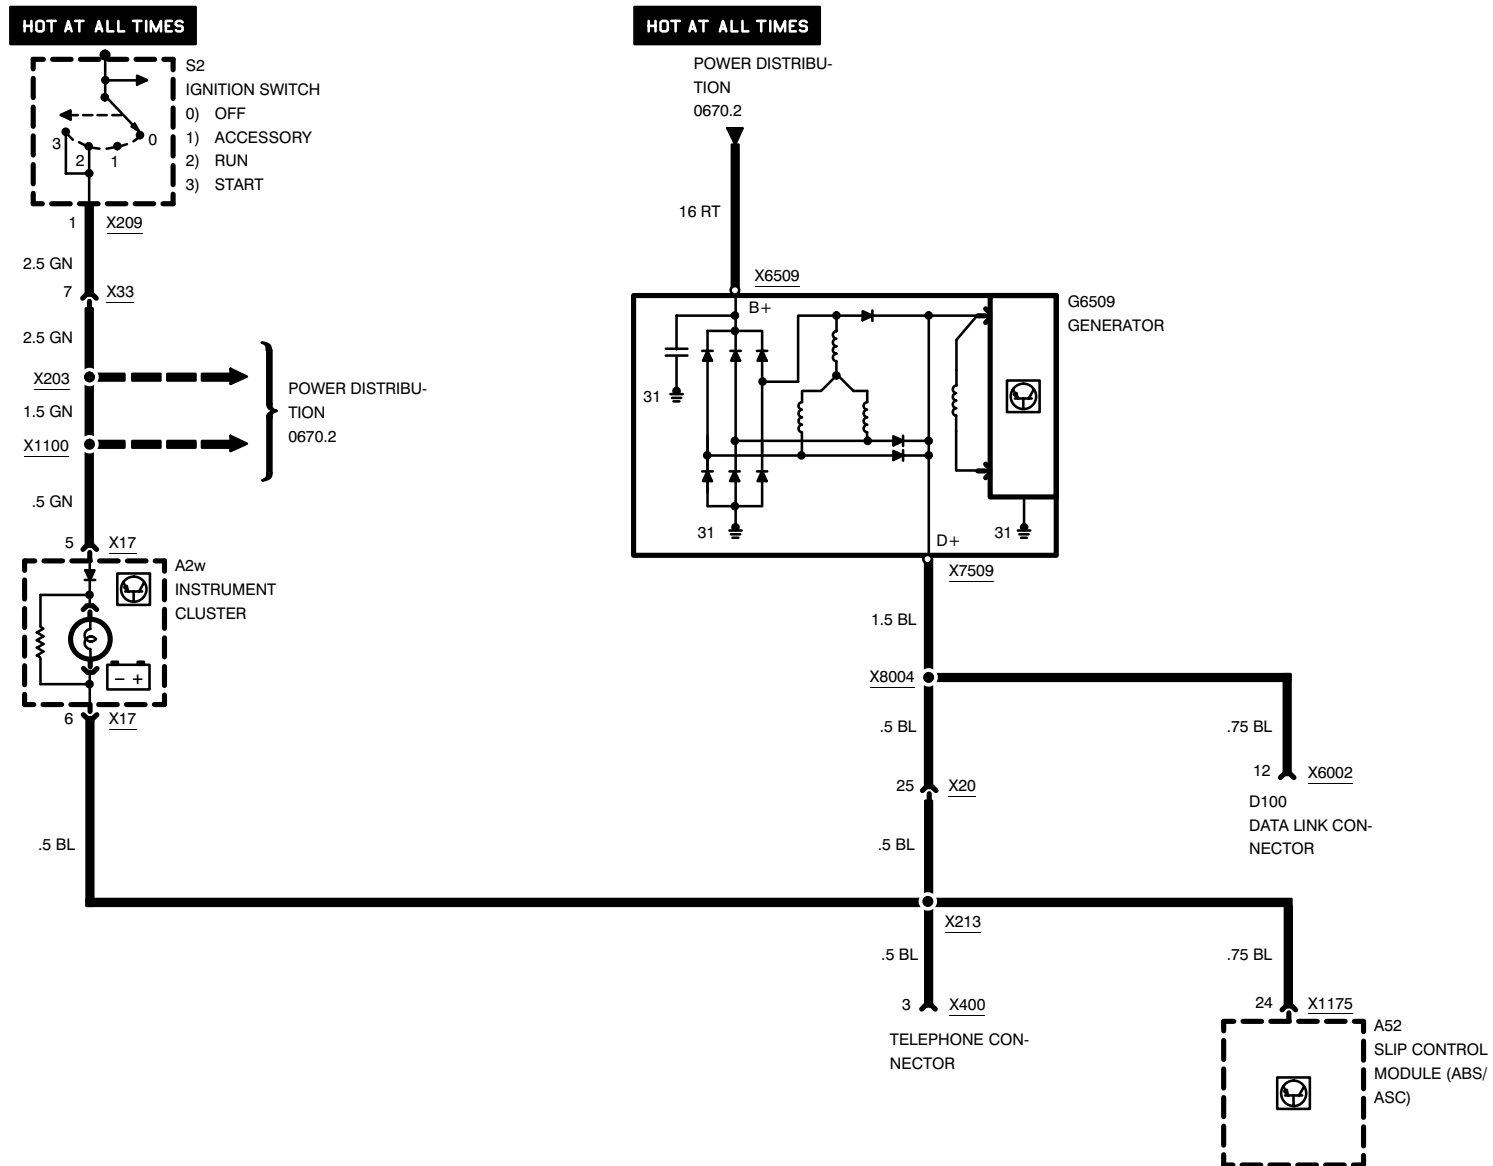 HOT AT ALL TIMES
S2
IGNITION SWITCH
0) OFF
1) ACCESSORY
2) RUN
3) START
3
2
1
0
1 X209
2.5 GN
7 X33
2.5 GN
X203
1.5 GN
X1100
.5 GN
POWER DISTRIBU-
TION
0670.2
5 X17
A2w
INSTRUMENT
CLUSTER
− +
6 X17
.5 BL
HOT AT ALL TIMES
POWER DISTRIBU-
TION
0670.2
16 RT
X6509
B+
G6509
GENERATOR
31
31
31
D+
X7509
1.5 BL
X8004
.5 BL
.75 BL
25 X20
12 X6002
D100
DATA LINK CON-
NECTOR
.5 BL
X213
.5 BL
.75 BL
3 X400
TELEPHONE CON-
NECTOR
24 X1175
A52
SLIP CONTROL
MODULE (ABS/
ASC)